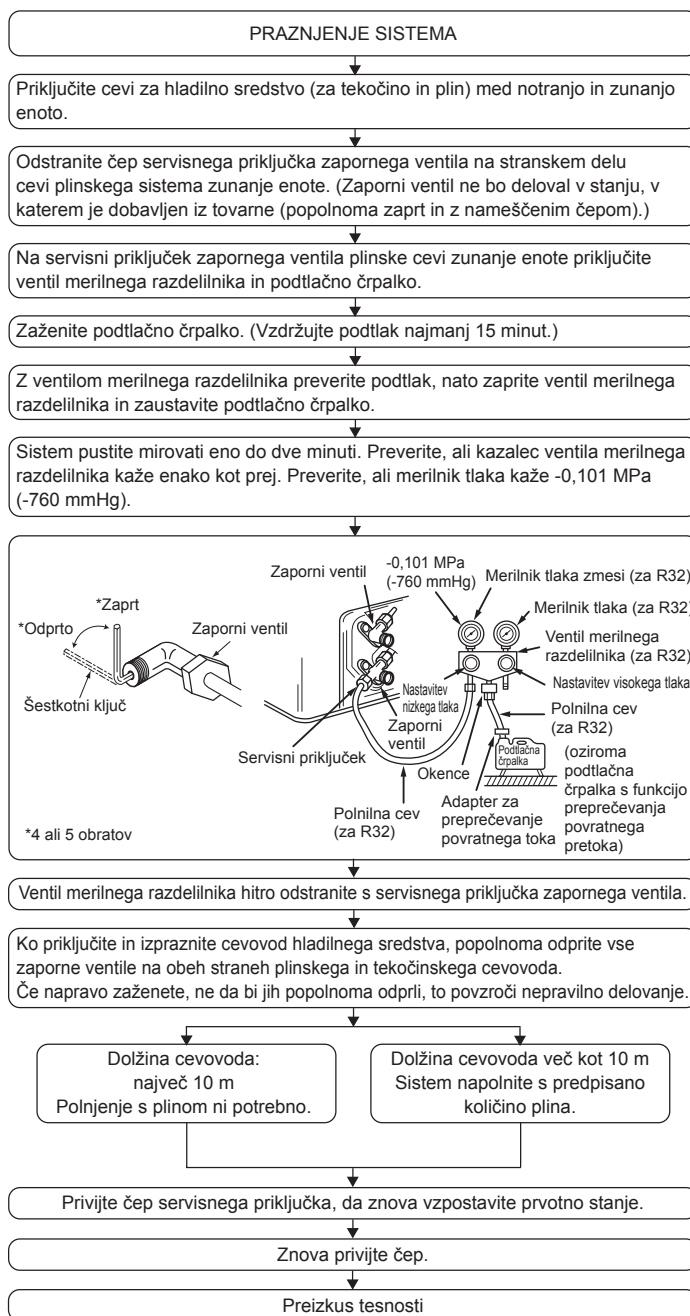 PRAZNJENJE SISTEMA
Priključite cevi za hladilno sredstvo (za tekočino in plin) med notranjo in zunanjo
enoto.
Odstranite čep servisnega priključka zapornega ventila na stranskem delu
cevi plinskega sistema zunanje enote. (Zaporni ventil ne bo deloval v stanju, v
katerem je dobavljen iz tovarne (popolnoma zaprt in z nameščenim čepom).)
Na servisni priključek zapornega ventila plinske cevi zunanje enote priključite
ventil merilnega razdelilnika in podtlačno črpalko.
Zaženite podtlačno črpalko. (Vzdržujte podtlak najmanj 15 minut.)
Z ventilom merilnega razdelilnika preverite podtlak, nato zaprite ventil merilnega
razdelilnika in zaustavite podtlačno črpalko.
Sistem pustite mirovati eno do dve minuti. Preverite, ali kazalec ventila merilnega
razdelilnika kaže enako kot prej. Preverite, ali merilnik tlaka kaže -0,101 MPa
(-760 mmHg).
*Zaprt
*Odprto
Šestkotni ključ
Zaporni ventil
*4 ali 5 obratov
Zaporni ventil
Servisni priključek
Zaporni
ventil
-0,101 MPa
(-760 mmHg)
Merilnik tlaka zmesi (za R32)
Merilnik tlaka (za R32)
Ventil merilnega
razdelilnika (za R32)
Nastavitev
nizkega tlaka
Nastavitev visokega tlaka
Polnilna cev
(za R32)
Okence
Podtlačna
črpalka
Polnilna cev
(za R32)
Adapter za
preprečevanje
povratnega toka
(oziroma
podtlačna
črpalka s funkcijo
preprečevanja
povratnega
pretoka)
Ventil merilnega razdelilnika hitro odstranite s servisnega priključka zapornega ventila.
Ko priključite in izpraznite cevovod hladilnega sredstva, popolnoma odprite vse
zaporne ventile na obeh straneh plinskega in tekočinskega cevovoda.
Če napravo zaženete, ne da bi jih popolnoma odprli, to povzroči nepravilno delovanje.
Dolžina cevovoda:
največ 10 m
Polnjenje s plinom ni potrebno.
Dolžina cevovoda več kot 10 m
Sistem napolnite s predpisano
količino plina.
Privijte čep servisnega priključka, da znova vzpostavite prvotno stanje.
Znova privijte čep.
Preizkus tesnosti